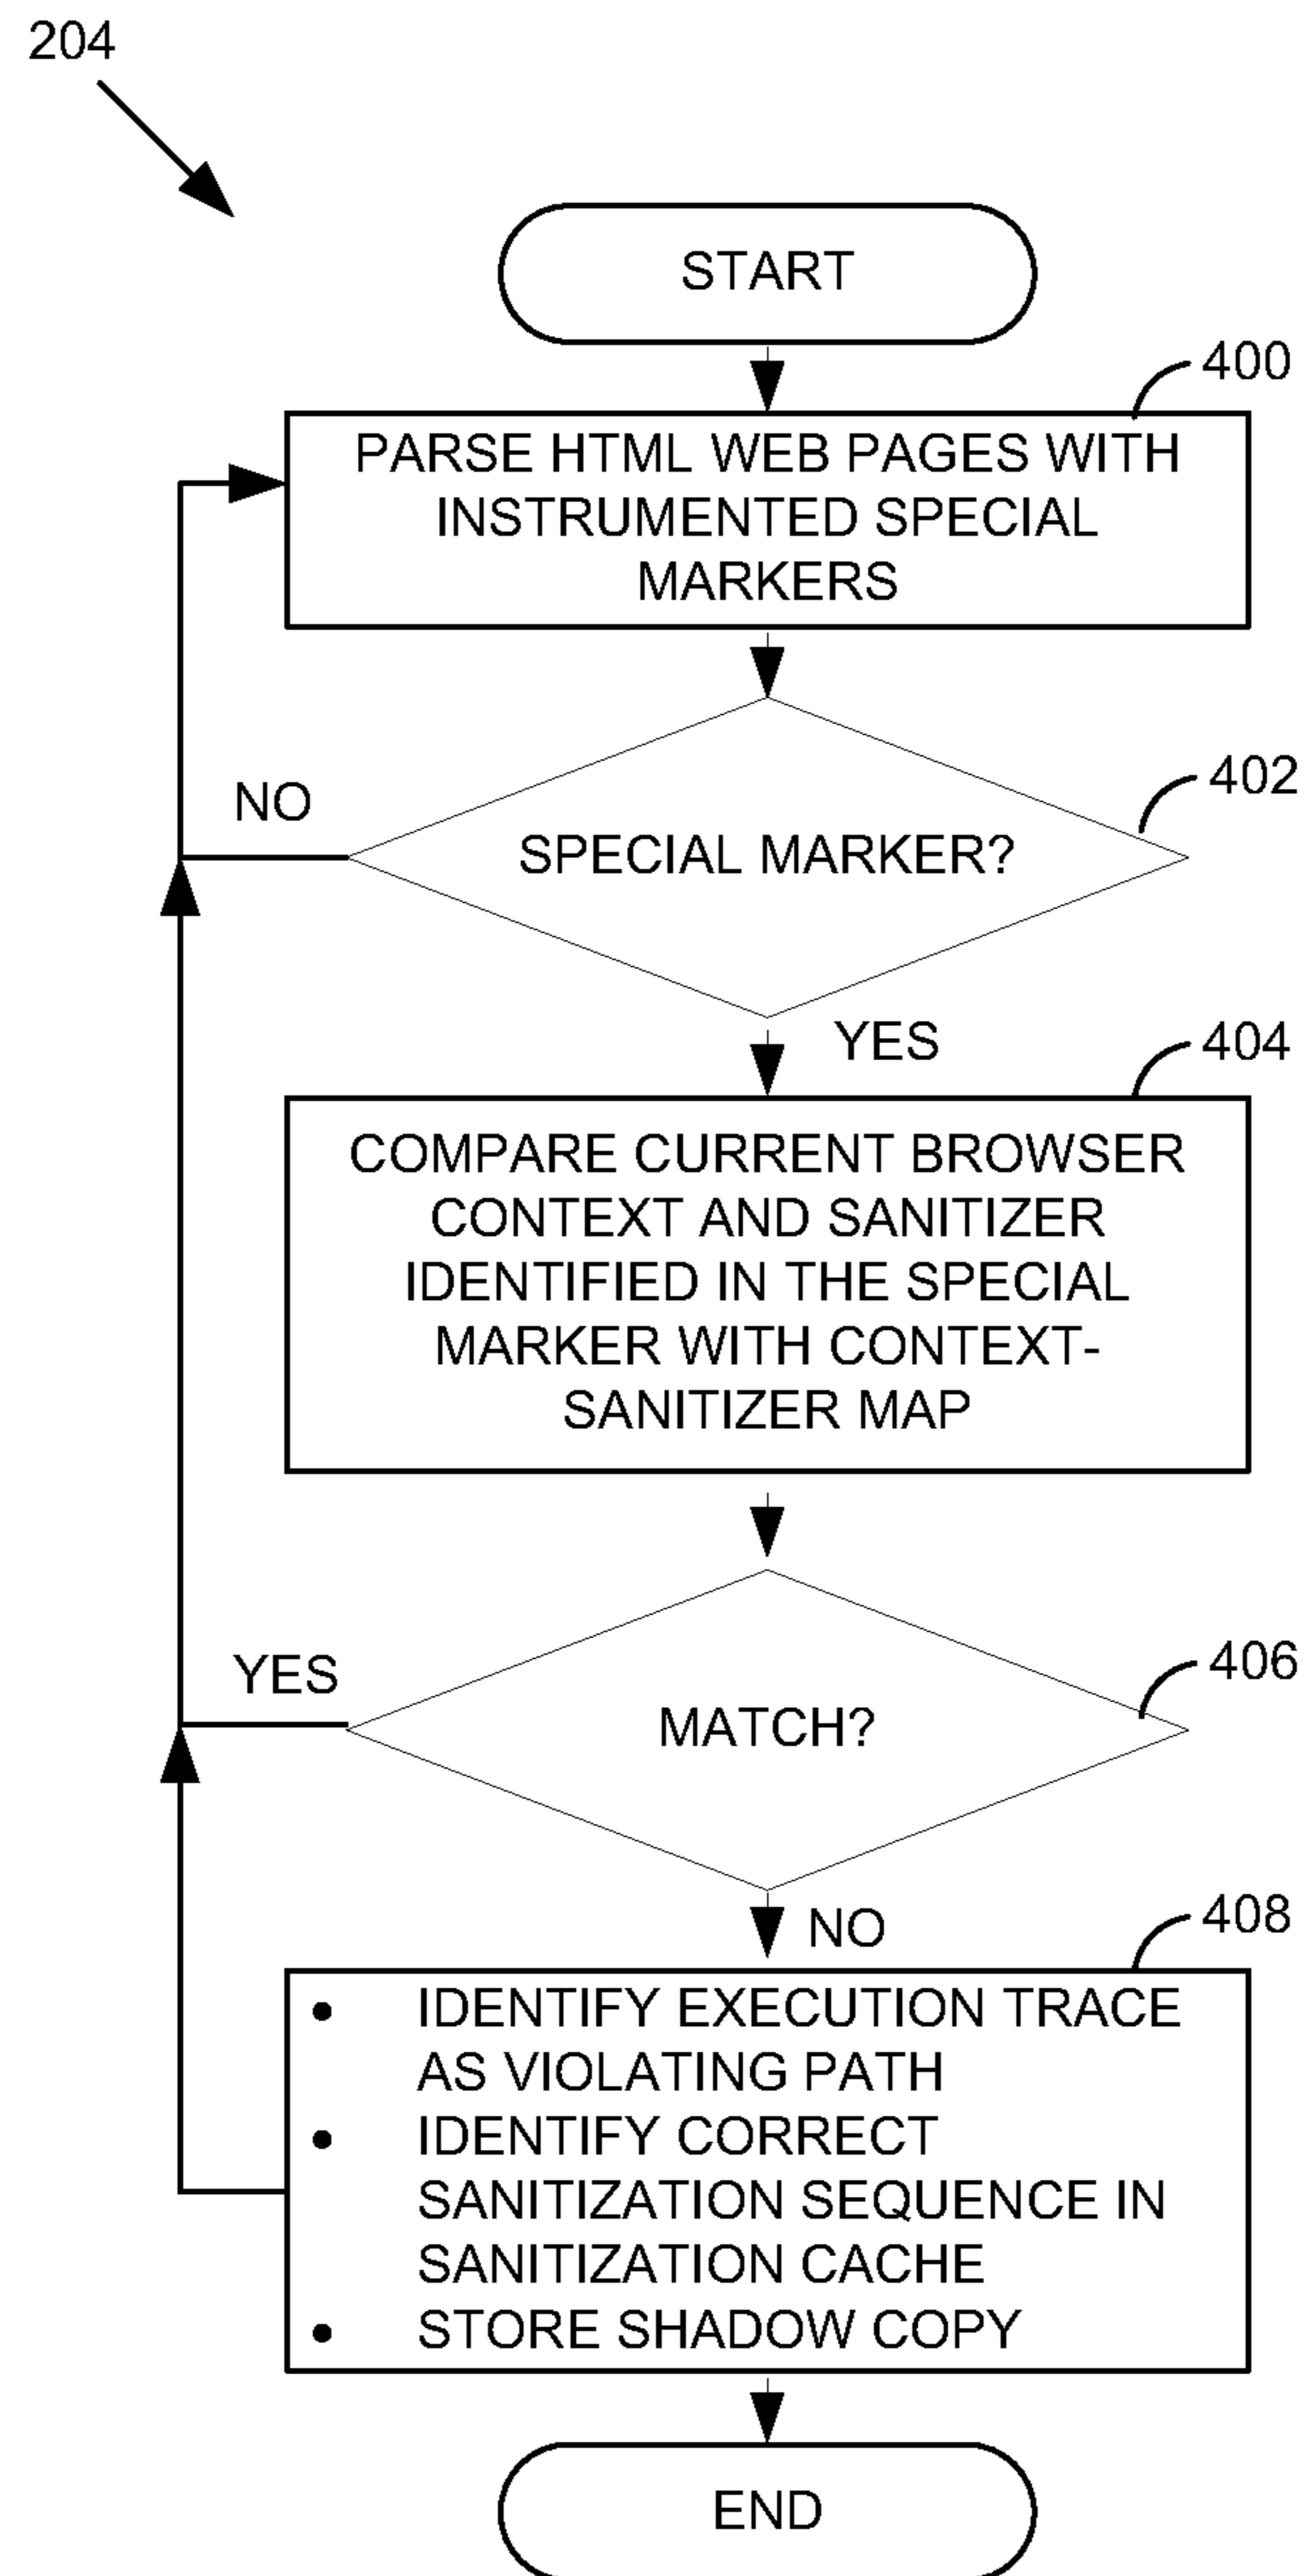 204
START
400
PARSE HTML WEB PAGES WITH
INSTRUMENTED SPECIAL
MARKERS
402
NO
SPECIAL MARKER?
YES
404
COMPARE CURRENT BROWSER
CONTEXT AND SANITIZER
IDENTIFIED IN THE SPECIAL
MARKER WITH CONTEXT-
SANITIZER MAP
406
YES
MATCH?
NO
408
• IDENTIFY EXECUTION TRACE
AS VIOLATING PATH
• IDENTIFY CORRECT
SANITIZATION SEQUENCE IN
SANITIZATION CACHE
• STORE SHADOW COPY
END